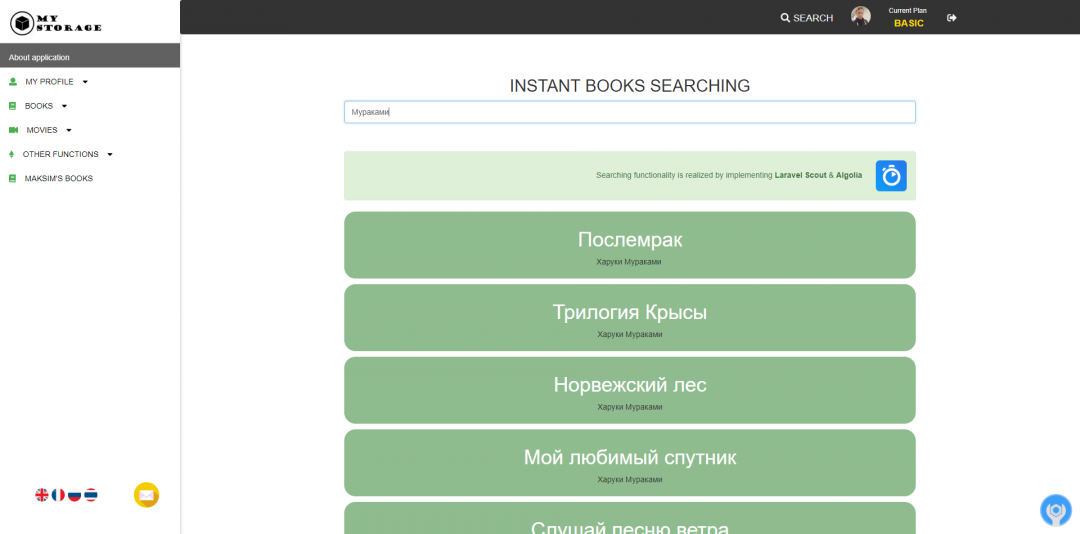 MY
STORAGE
About application
MY PROFILE
BOOKS
MOVIES
OTHER FUNCTIONS
MAKSIM'S BOOKS
SEARCH
Current Plan
BASIC
INSTANT BOOKS SEARCHING
Мураками
Searching functionality is realized by implementing Laravel Scout & Algolia
Послемрак
Харуки Мураками
Трилогия Крысы
Харуки Мураками
Норвежский лес
Харуки Мураками
Мой любимый спутник
Харуки Мураками
Слушай песню ветра